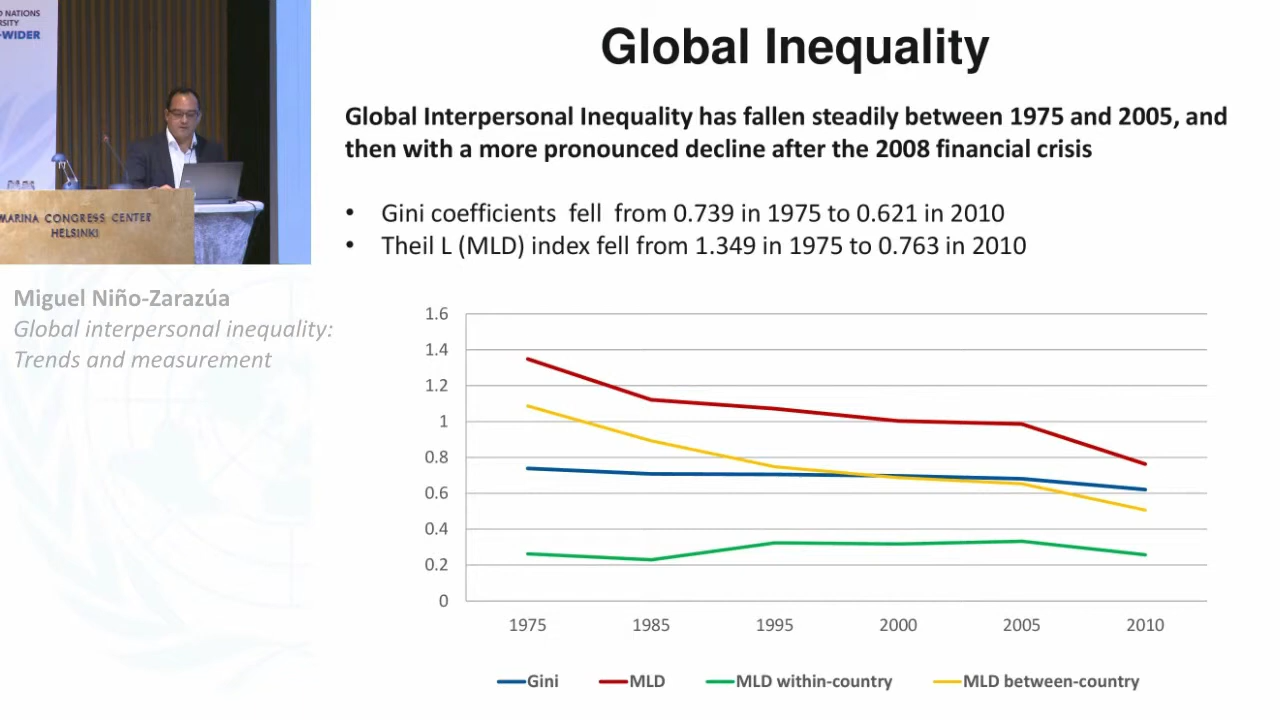 D NATIONS
RSITY
-WIDER
MARINA CONGRESS CENTER
HELSINKI
Miguel Niño-Zarazúa
Global interpersonal inequality:
Trends and measurement
Global Inequality
Global Interpersonal Inequality has fallen steadily between 1975 and 2005, and
then with a more pronounced decline after the 2008 financial crisis
• Gini coefficients fell from 0.739 in 1975 to 0.621 in 2010
• Theil L (MLD) index fell from 1.349 in 1975 to 0.763 in 2010
1.6
1.4
1.2
1
0.8
0.6
0.4
0.2
0
1975 1985 1995 2000 2005 2010
Gini MLD MLD within-country MLD between-country